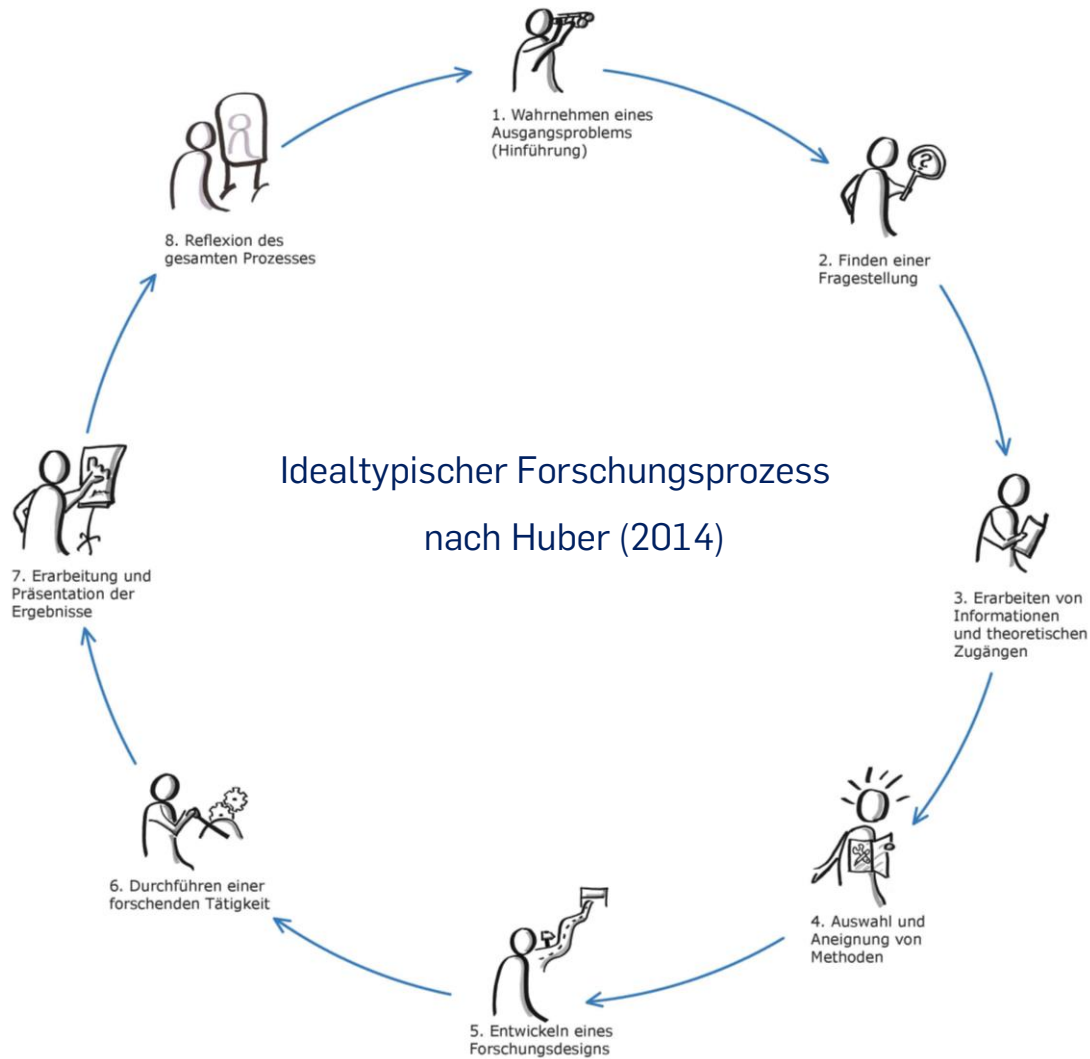 1. Wahrnehmen eines
Ausgangsproblems
(Hinführung)
?
2. Finden einer
Fragestellung
3. Erarbeiten von
Informationen
und theoretischen
Zugängen
4. Auswahl und
Aneignung von
Methoden
5. Entwickeln eines
Forschungsdesigns
6. Durchführen einer
forschenden Tätigkeit
7. Erarbeitung und
Präsentation der
Ergebnisse
8. Reflexion des
gesamten Prozesses
Idealtypischer Forschungsprozess
nach Huber (2014)